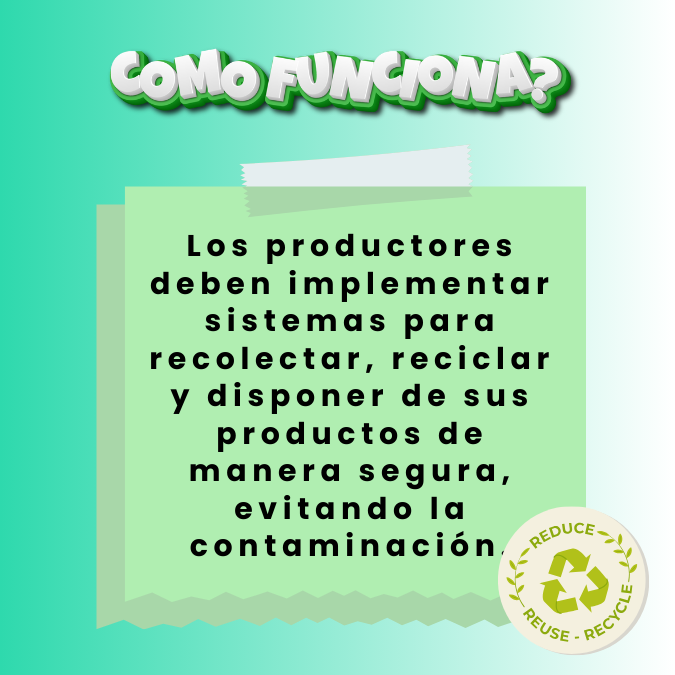 COMO FUNCIONA?
Los productores
deben implementar
sistemas para
recolectar, reciclar
y disponer de sus
productos de
manera segura,
evitando la
contaminación.
REDUCE
REUSE - RECYCLE